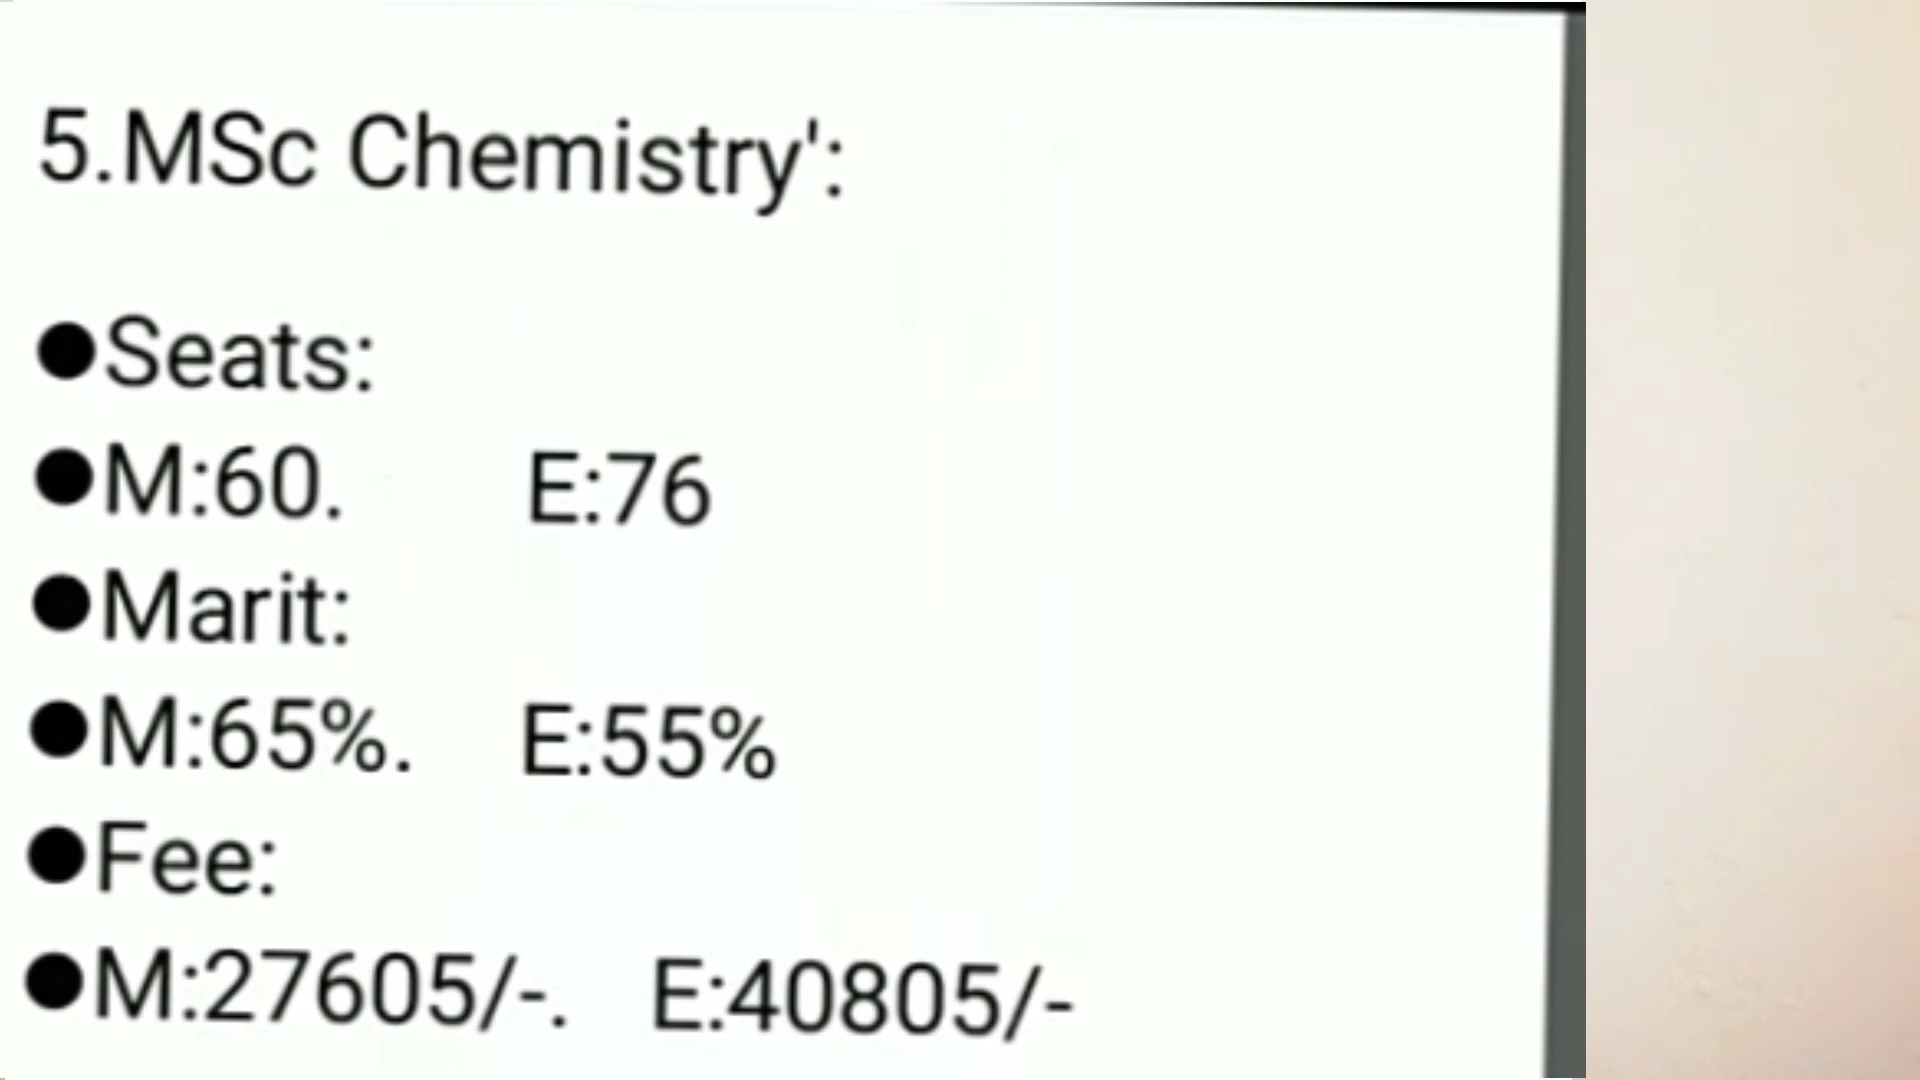 5.MSc Chemistry':
●Seats:
●M:60. E:76
●Marit:
●M:65%. E:55%
●Fee:
●M:27605/-. E:40805/-